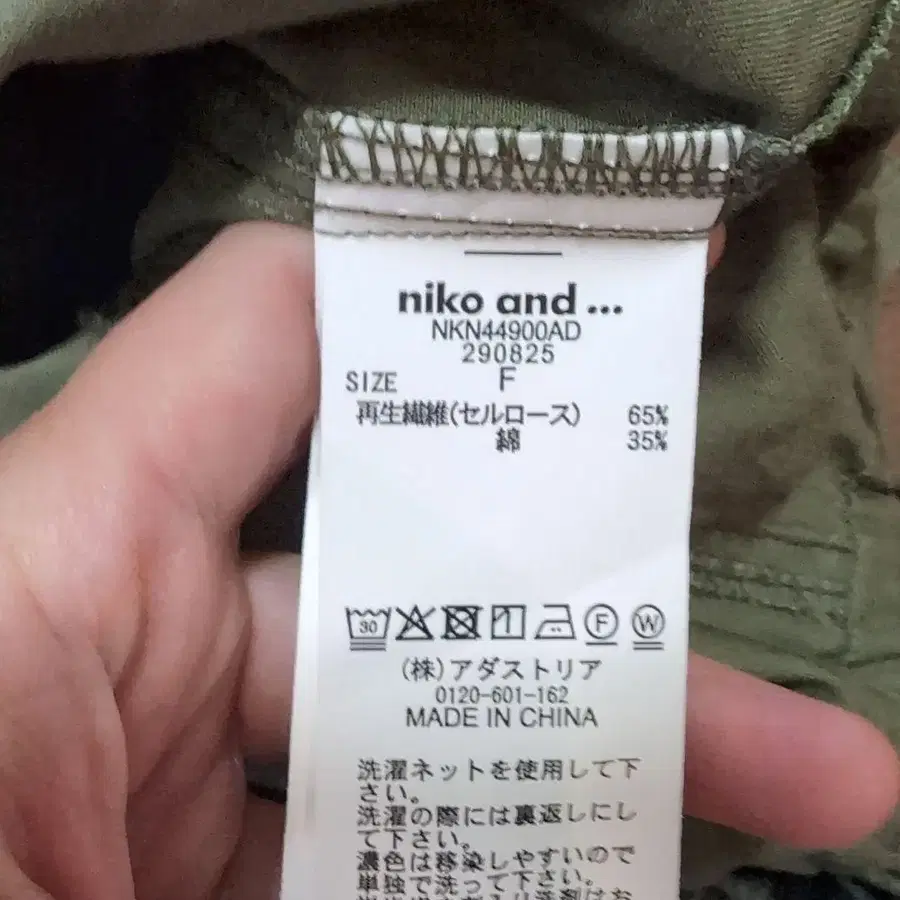 niko and ...
NKN44900AD
290825
SIZE F
再生繊維(セルロース) 65%
綿 35%
30
F
W
(株)アダストリア
0120-601-162
MADE IN CHINA
洗濯ネットを使用して下
さい。
洗濯の際には裏返しにし
て下さい。
濃色は移染しやすいので
単独で洗って下さい。